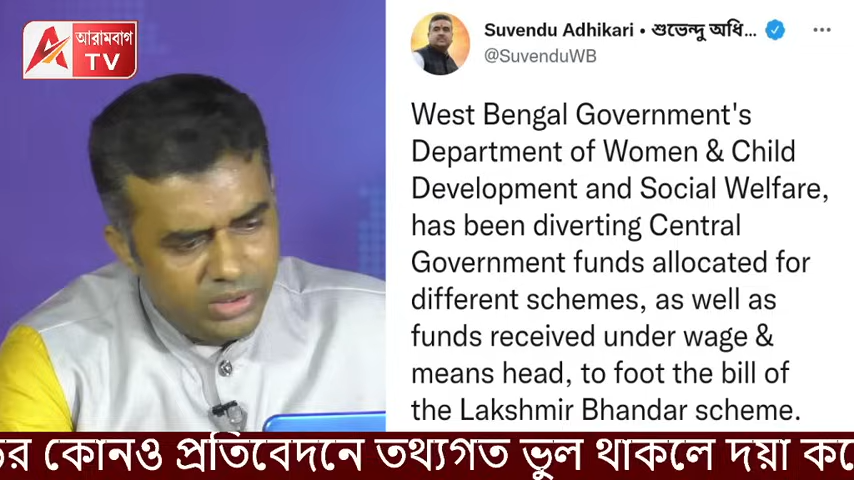 আরামবাগ
TV
Suvendu Adhikari • শুভেন্দু অধি...
@SuvenduWB
West Bengal Government's
Department of Women & Child
Development and Social Welfare,
has been diverting Central
Government funds allocated for
different schemes, as well as
funds received under wage &
means head, to foot the bill of
the Lakshmir Bhandar scheme.
কোনও প্রতিবেদনে তথ্যগত ভুল থাকলে দয়া